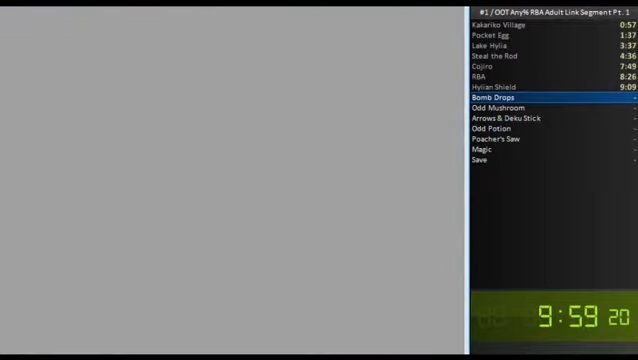 #1 / OOT Any% RBA Adult Link Segment Pt. 1
Kakariko Village 0:57
Pocket Egg 1:37
Lake Hylia 3:37
Steal the Rod 4:36
Cojiro 7:49
RBA 8:26
Hylian Shield 9:09
Bomb Drops -
Odd Mushroom -
Arrows & Deku Stick -
Odd Potion -
Poacher's Saw -
Magic -
Save -
9:59 20